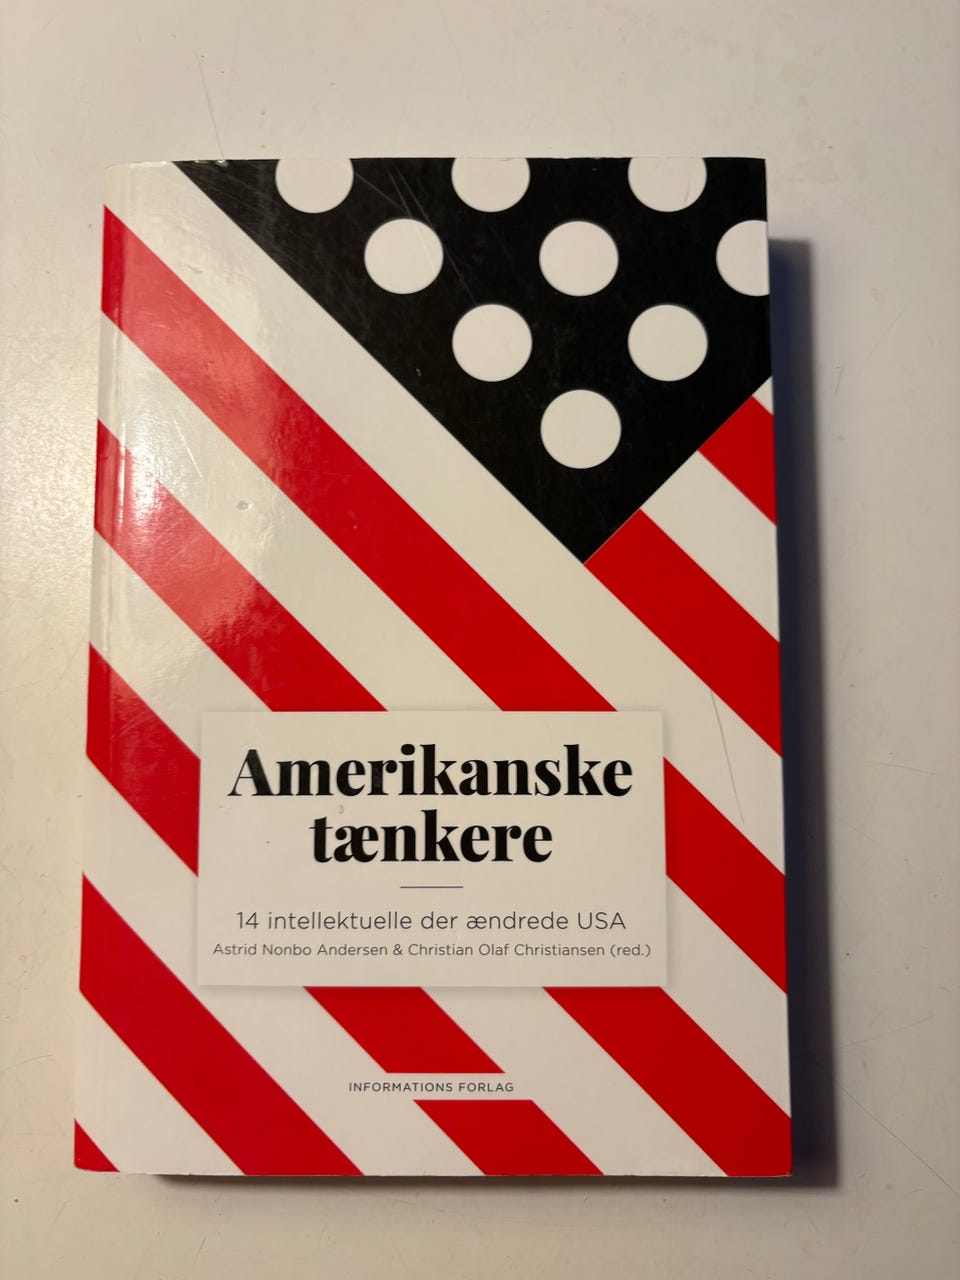 Amerikanske
tænkere
14 intellektuelle der ændrede USA
Astrid Nonbo Andersen & Christian Olaf Christiansen (red.)
INFORMATIONS FORLAG